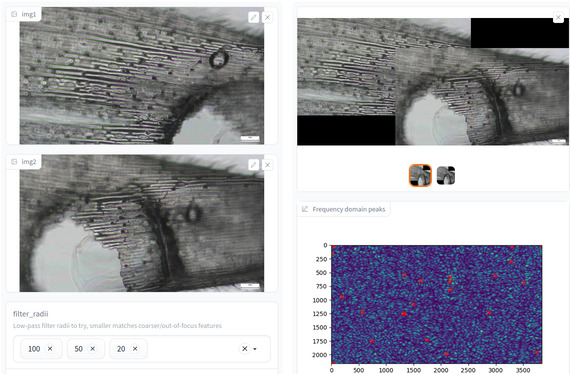 img1
img2
filter_radii
Low-pass filter radii to try, smaller matches coarser/out-of-focus features
100 × 50 × 20 ×
Frequency domain peaks
0
250
500
750
1000
1250
1500
1750
2000
0 500 1000 1500 2000 2500 3000 3500